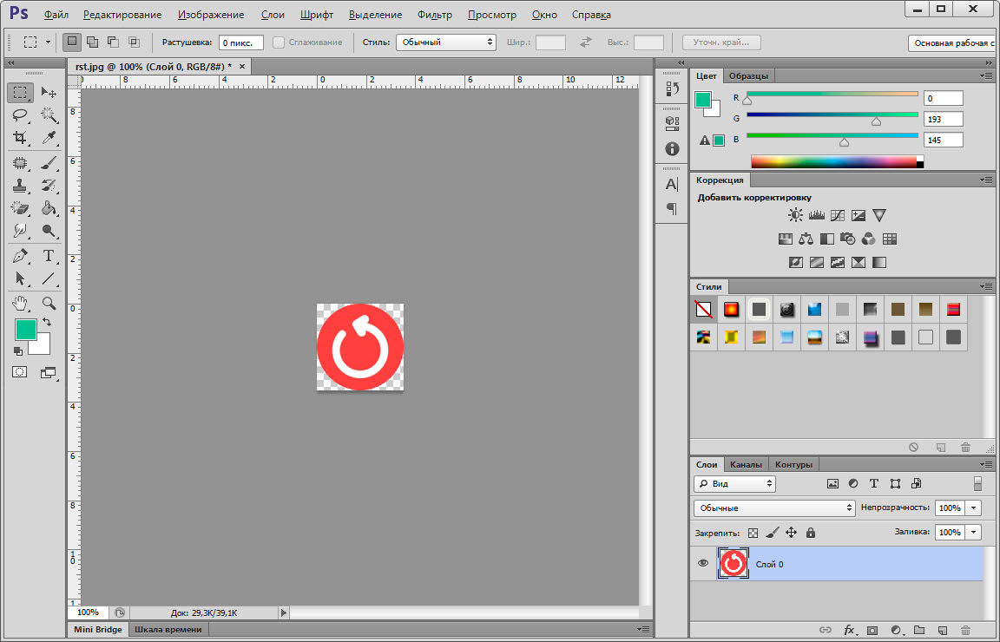 Ps Файл Редактирование Изображение Слои Шрифт Выделение Фильтр Просмотр Окно Справка
Растушевка: 0 пикс. Сглаживание Стиль: Обычный Шир.: Выс.: Уточн. край... Основная рабочая с
rst.jpg @ 100% (Слой 0, RGB/8#) * ×
8 6 4 2 0 2 4 6 8 10 12
8
6
4
2
0
2
4
6
8
10
Цвет Образцы
R 0
G 193
B 145
Коррекция
Добавить корректировку
Стили
Слои Каналы Контуры
Вид
Обычные Непрозрачность: 100%
Закрепить: Заливка: 100%
Слой 0
fx
100% Док: 29,3K/39,1K
Mini Bridge Шкала времени